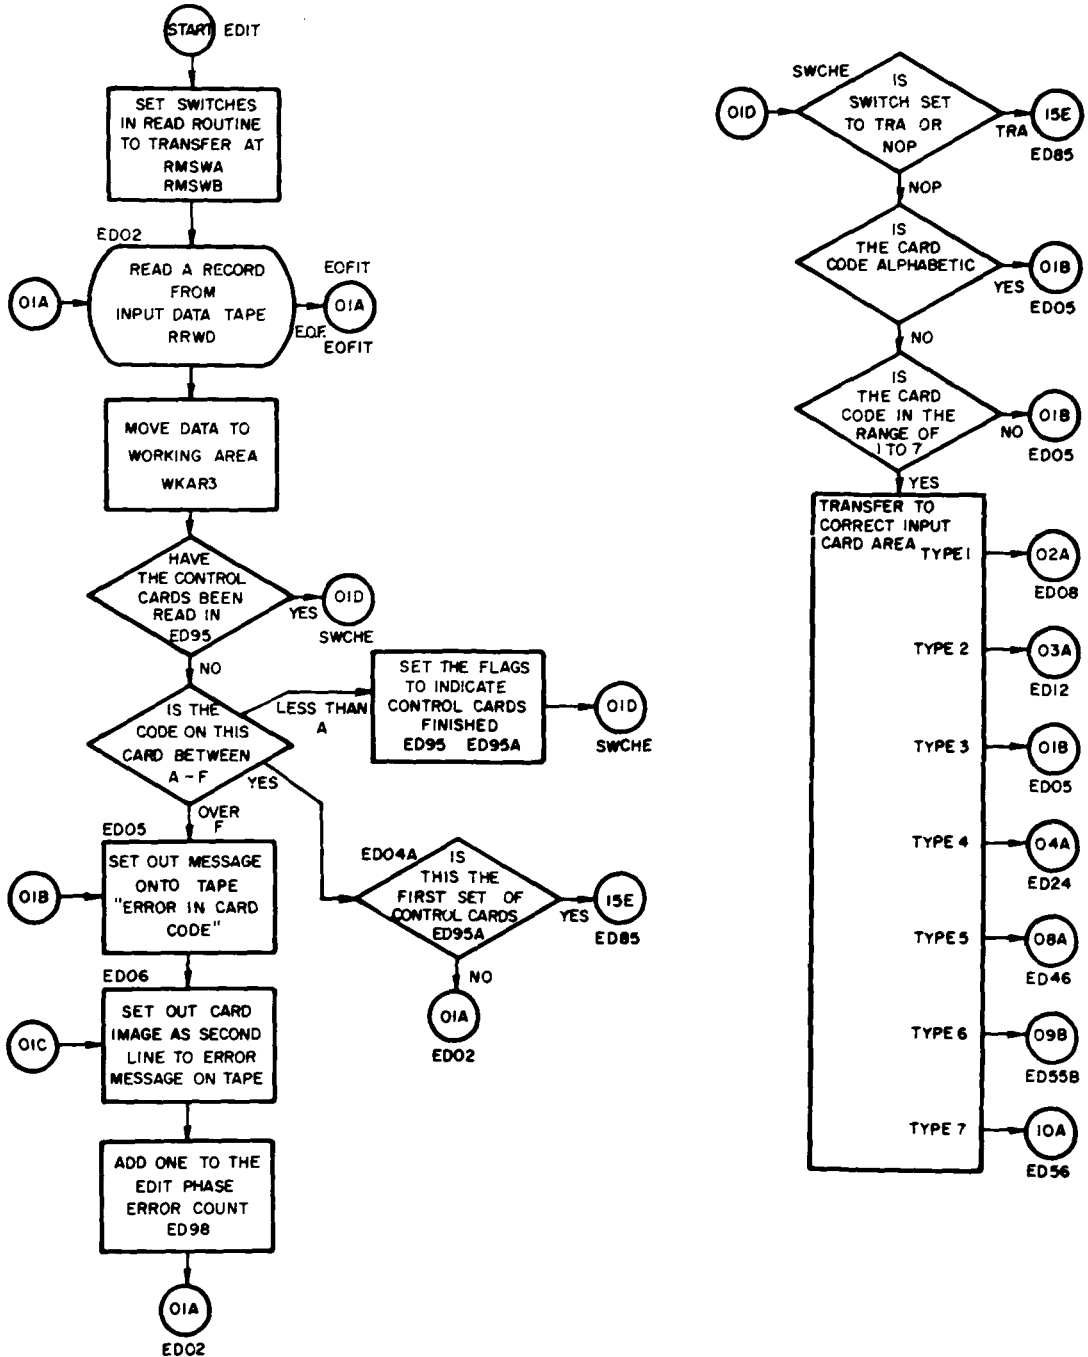 START EDIT
SET SWITCHES
IN READ ROUTINE
TO TRANSFER AT
RMSWA
RMSWB
ED02
READ A RECORD
FROM
INPUT DATA TAPE
RRWD
01A
EOFIT
01A
E.O.F.
EOFIT
MOVE DATA TO
WORKING AREA
WKAR3
HAVE
THE CONTROL
CARDS BEEN
READ IN
ED95
YES
01D
SWCHE
NO
IS THE
CODE ON THIS
CARD BETWEEN
A-F
LESS THAN
A
SET THE FLAGS
TO INDICATE
CONTROL CARDS
FINISHED
ED95 ED95A
01D
SWCHE
YES
OVER
F
ED05
SET OUT MESSAGE
ONTO TAPE
"ERROR IN CARD
CODE"
01B
ED04A
IS
THIS THE
FIRST SET OF
CONTROL CARDS
ED95A
YES
15E
ED85
NO
01A
ED02
ED06
SET OUT CARD
IMAGE AS SECOND
LINE TO ERROR
MESSAGE ON TAPE
01C
ADD ONE TO THE
EDIT PHASE
ERROR COUNT
ED98
01A
ED02
SWCHE
01D
IS
SWITCH SET
TO TRA OR
NOP
TRA
15E
ED85
NOP
IS
THE CARD
CODE ALPHABETIC
YES
01B
ED05
NO
IS
THE CARD
CODE IN THE
RANGE OF
1 TO 7
NO
01B
ED05
YES
TRANSFER TO
CORRECT INPUT
CARD AREA
TYPE 1
02A
ED08
TYPE 2
03A
ED12
TYPE 3
01B
ED05
TYPE 4
04A
ED24
TYPE 5
08A
ED46
TYPE 6
09B
ED55B
TYPE 7
10A
ED56